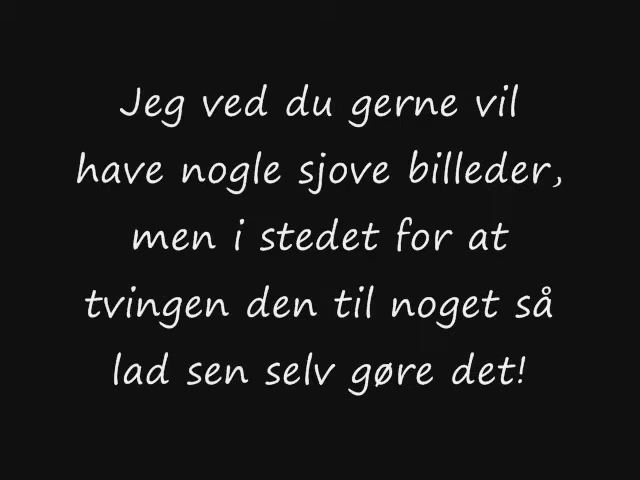 Jeg ved du gerne vil
have nogle sjove billeder,
men i stedet for at
tvingen den til noget så
lad sen selv gøre det!